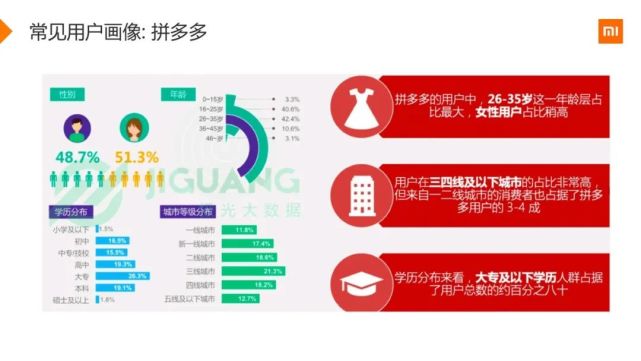 常见用户画像: 拼多多
mi
性别
48.7%
51.3%
年龄
0~15岁 3.3%
16~25岁 40.6%
26~35岁 42.4%
36~45岁 10.6%
46~岁 3.1%
JIGUANG
极光大数据
学历分布
小学及以下 1.5%
初中 16.5%
中专/技校 15.5%
高中 19.3%
大专 26.3%
本科 19.1%
硕士及以上 1.8%
城市等级分布
一线城市 11.8%
新一线城市 17.4%
二线城市 18.6%
三线城市 21.3%
四线城市 18.2%
五线及以下城市 12.7%
拼多多的用户中，26-35岁这一年龄层占
比最大，女性用户占比稍高
用户在三四线及以下城市的占比非常高，
但来自一二线城市的消费者也占据了拼多
多用户的 3-4 成
学历分布来看，大专及以下学历人群占据
了用户总数的约百分之八十